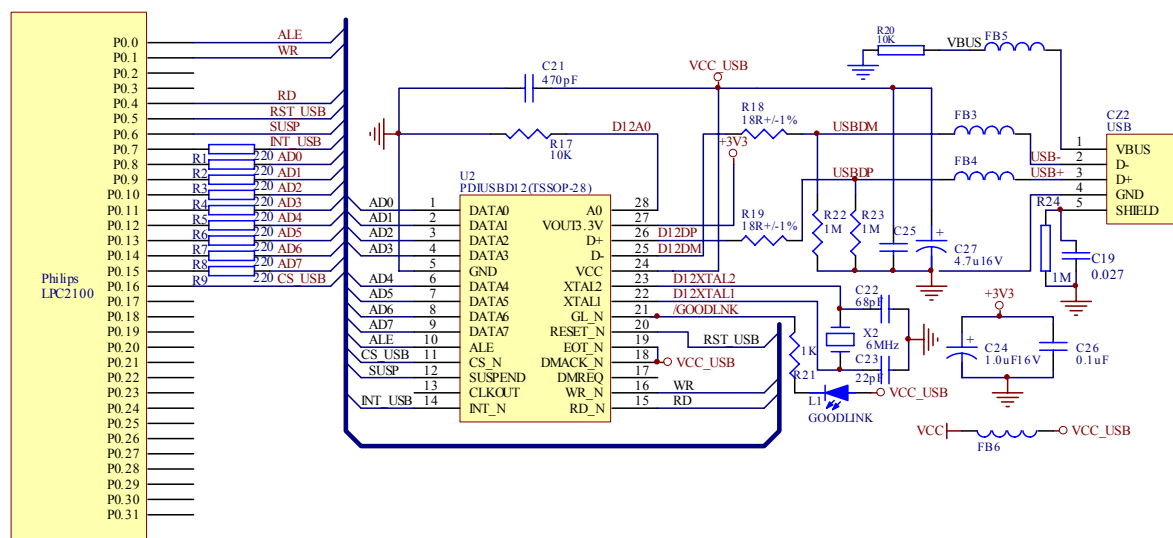 Philips
LPC2100
P0.0
P0.1
P0.2
P0.3
P0.4
P0.5
P0.6
P0.7
P0.8
P0.9
P0.10
P0.11
P0.12
P0.13
P0.14
P0.15
P0.16
P0.17
P0.18
P0.19
P0.20
P0.21
P0.22
P0.23
P0.24
P0.25
P0.26
P0.27
P0.28
P0.29
P0.30
P0.31
ALE
WR
RD
RST_USB
SUSP
INT_USB
R1 220 AD0
R2 220 AD1
R3 220 AD2
R4 220 AD3
R5 220 AD4
R6 220 AD5
R7 220 AD6
R8 220 AD7
R9 220 CS_USB
C21
470pF
R17
10K
D12A0
VCC_USB
U2
PDIUSBD12(TSSOP-28)
AD0 1 DATA0
AD1 2 DATA1
AD2 3 DATA2
AD3 4 DATA3
5 GND
AD4 6 DATA4
AD5 7 DATA5
AD6 8 DATA6
AD7 9 DATA7
ALE 10 ALE
CS_USB 11 CS_N
SUSP 12 SUSPEND
13 CLKOUT
INT_USB 14 INT_N
A0 28
VOUT3.3V 27
D+ 26 D12DP
D- 25 D12DM
VCC 24
XTAL2 23 D12XTAL2
XTAL1 22 D12XTAL1
GL_N 21 /GOODLNK
RESET_N 20 RST_USB
EOT_N 19
DMACK_N 18 VCC_USB
DMREQ 17
WR_N 16 WR
RD_N 15 RD
R18
18R+/-1%
+3V3
R19
18R+/-1%
USBDM
USBDP
R22
1M
R23
1M
C25
C27
4.7u16V
R20
10K
VBUS
FB5
FB3
FB4
USB-
USB+
CZ2
USB
1 VBUS
2 D-
3 D+
4 GND
5 SHIELD
R24
1M
C19
0.027
C22
68pF
X2
6MHz
C23
22pF
1K
R21
L1
GOODLINK
VCC_USB
+3V3
C24
1.0uF16V
C26
0.1uF
VCC
FB6
VCC_USB